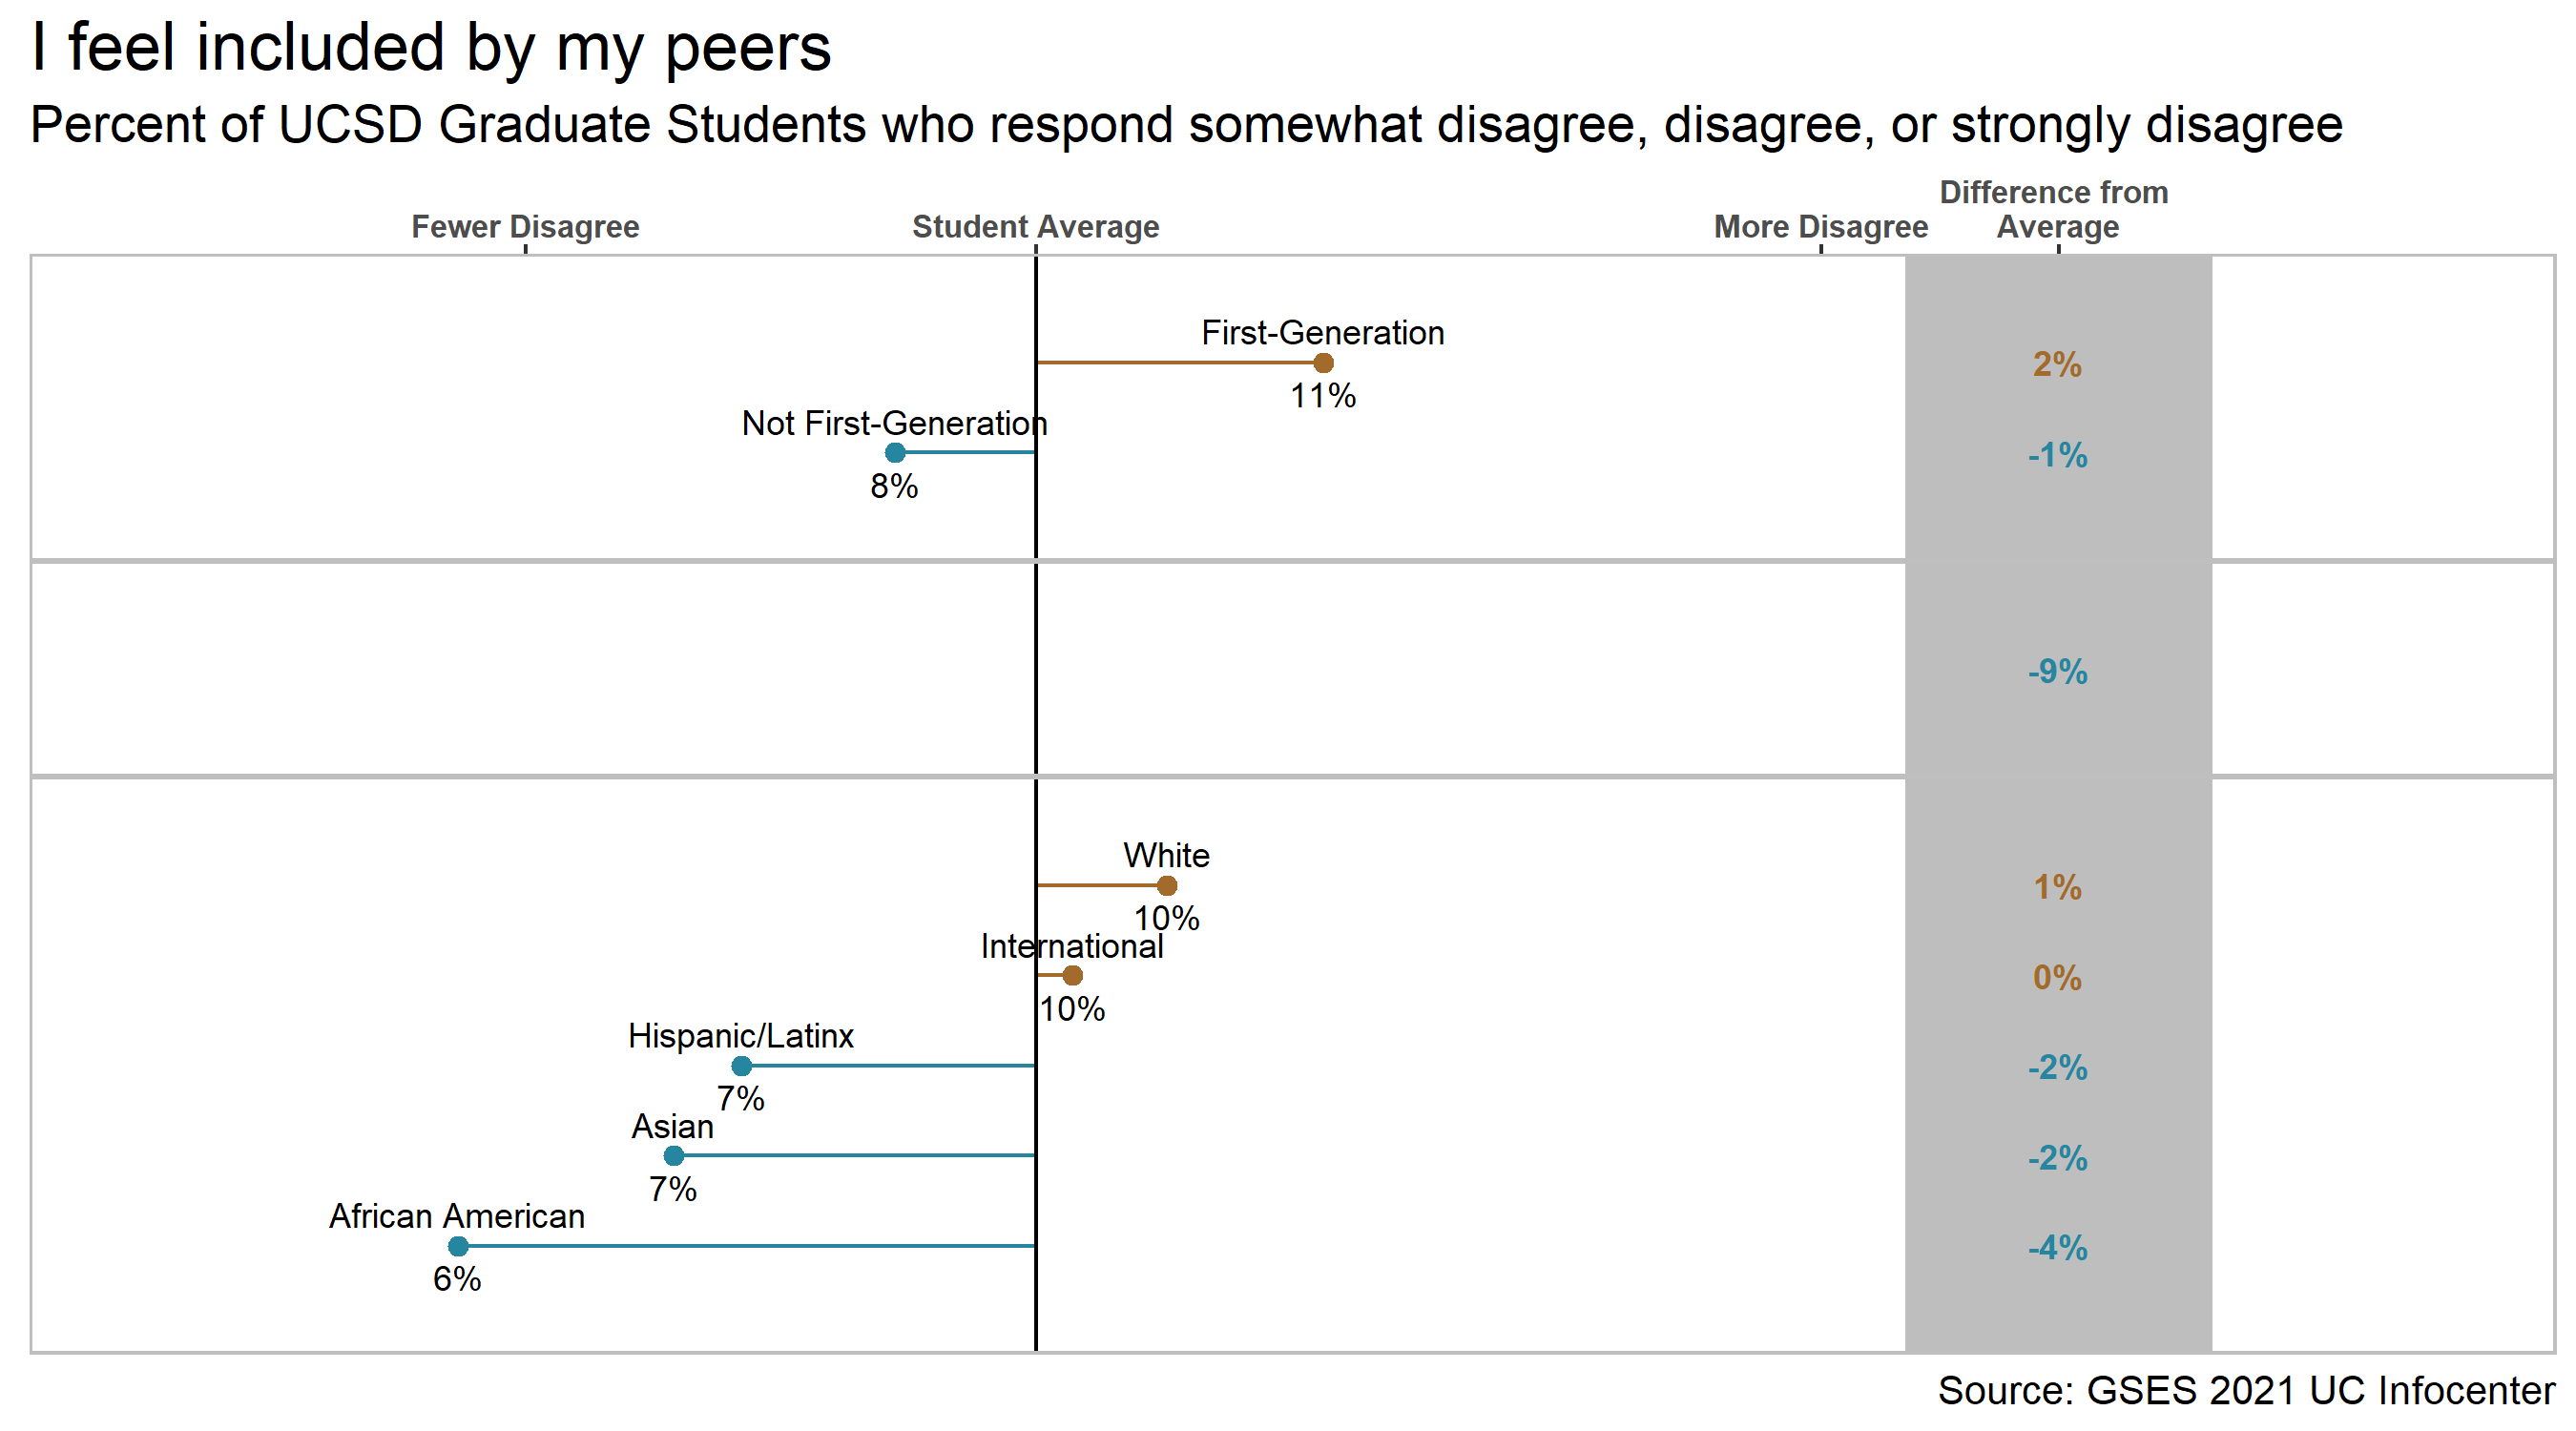 I feel included by my peers
Percent of UCSD Graduate Students who respond somewhat disagree, disagree, or strongly disagree
Fewer Disagree
Student Average
More Disagree
Difference from
Average
First-Generation
11%
2%
Not First-Generation
8%
-1%
-9%
White
10%
1%
International
10%
0%
Hispanic/Latinx
7%
-2%
Asian
7%
-2%
African American
6%
-4%
Source: GSES 2021 UC Infocenter